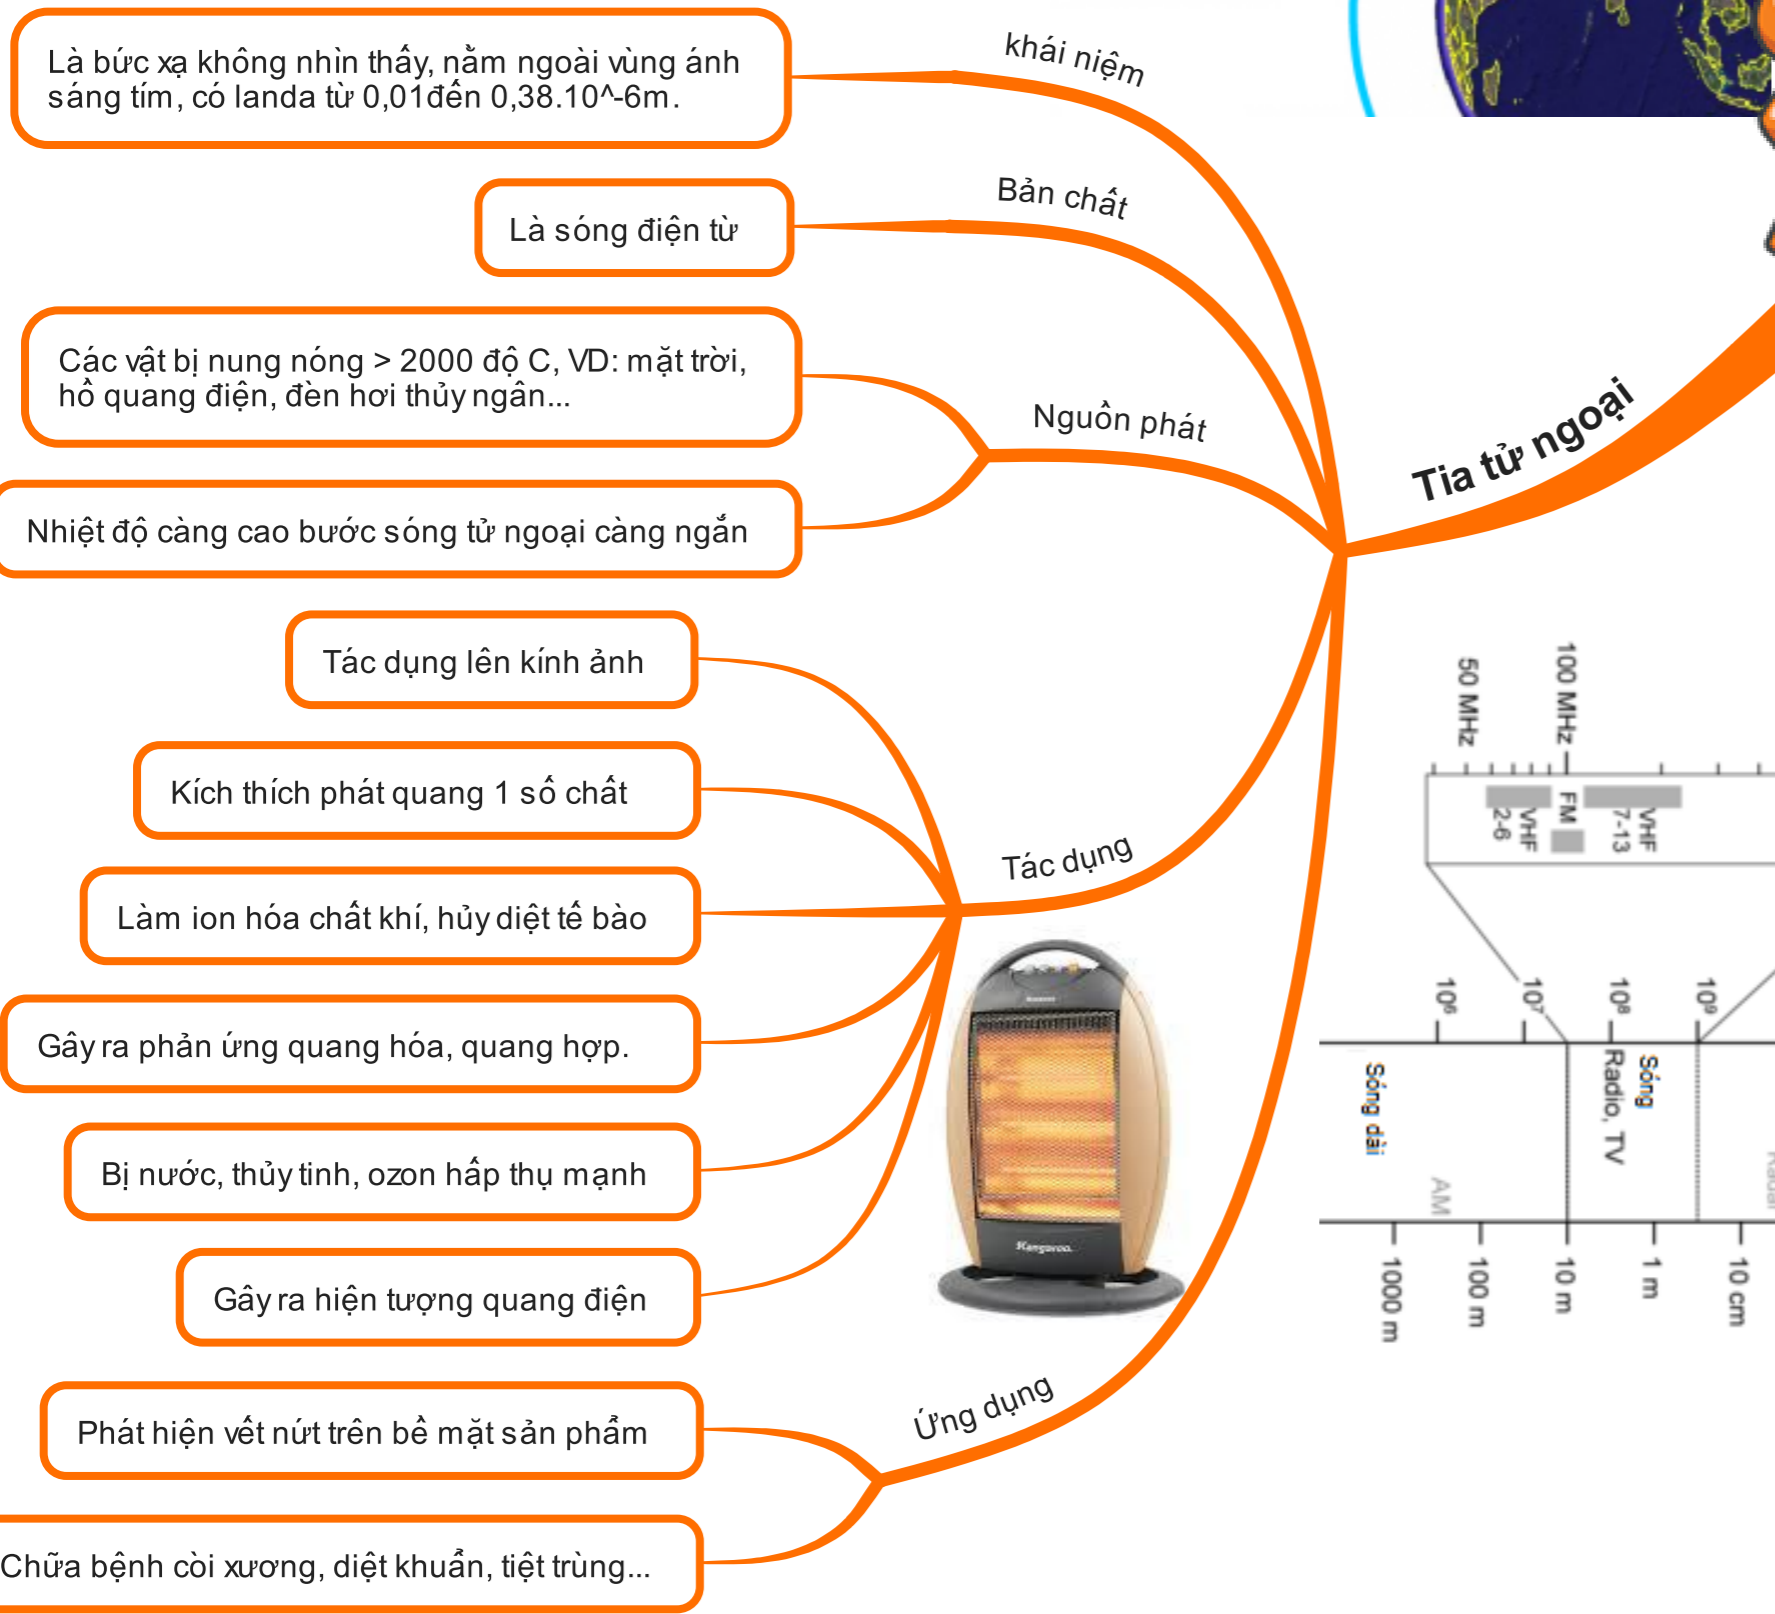 khái niệm
Là bức xạ không nhìn thấy, nằm ngoài vùng ánh
sáng tím, có landa từ 0,01đến 0,38.10^-6m.
Bản chất
Là sóng điện từ
Nguồn phát
Các vật bị nung nóng > 2000 độ C, VD: mặt trời,
hồ quang điện, đèn hơi thủy ngân...
Nhiệt độ càng cao bước sóng tử ngoại càng ngắn
Tia tử ngoại
Tác dụng
Tác dụng lên kính ảnh
Kích thích phát quang 1 số chất
Làm ion hóa chất khí, hủy diệt tế bào
Gây ra phản ứng quang hóa, quang hợp.
Bị nước, thủy tinh, ozon hấp thụ mạnh
Gây ra hiện tượng quang điện
Kangaroo
Ứng dụng
Phát hiện vết nứt trên bề mặt sản phẩm
Chữa bệnh còi xương, diệt khuẩn, tiệt trùng...
50 MHz
100 MHz
VHF
2-6
FM
VHF
7-13
10⁶
10⁷
10⁸
10⁹
Sóng dài
AM
Sóng
Radio, TV
1000 m
100 m
10 m
1 m
10 cm